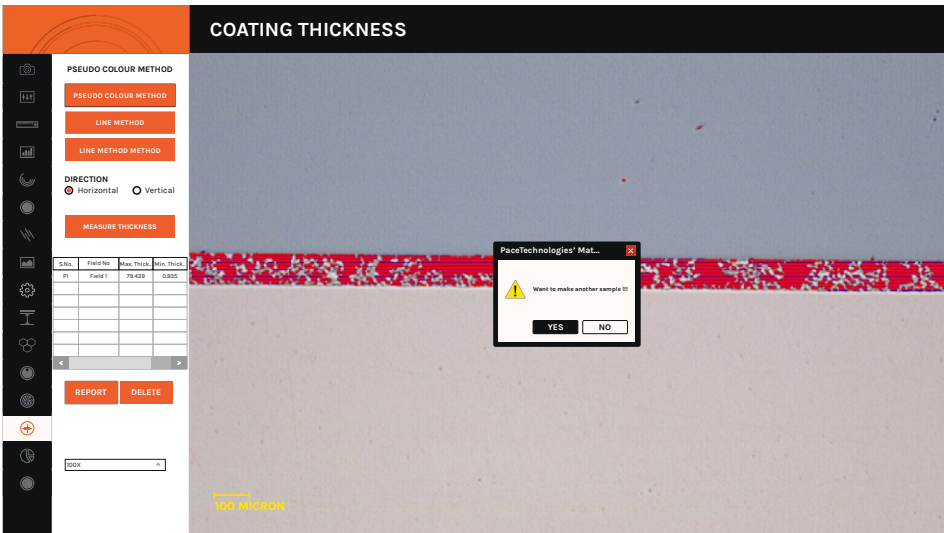 COATING THICKNESS
PSEUDO COLOUR METHOD
PSEUDO COLOUR METHOD
LINE METHOD
LINE METHOD METHOD
DIRECTION
Horizontal Vertical
MEASURE THICKNESS
S.No. Field No Max. Thick.. Min. Thick.
P1 Field 1 79.439 0.935
REPORT DELETE
100X
PaceTechnologies' Mat...
Want to make another sample !!!
YES NO
100 MICRON